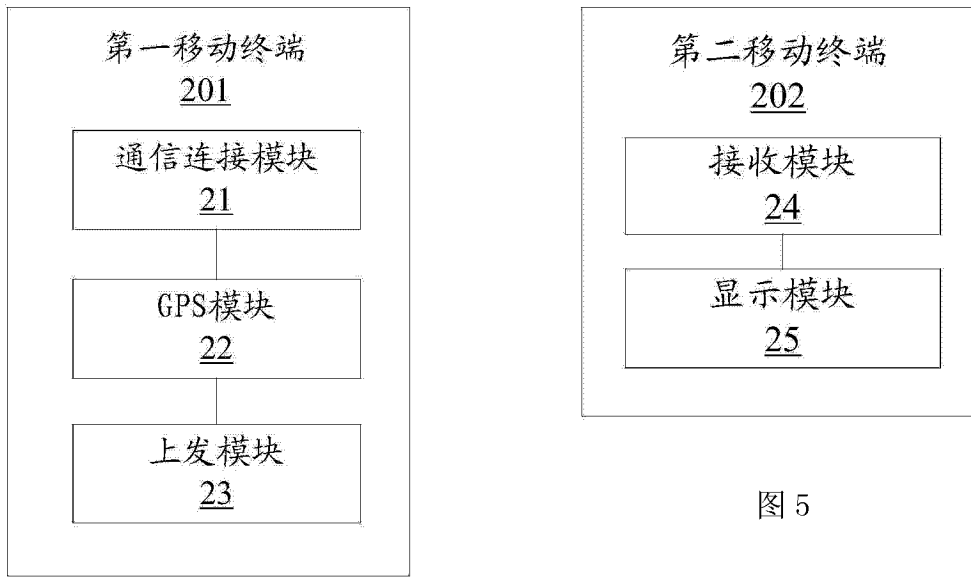 第一移动终端
201
通信连接模块
21
GPS模块
22
上发模块
23
第二移动终端
202
接收模块
24
显示模块
25
图 5